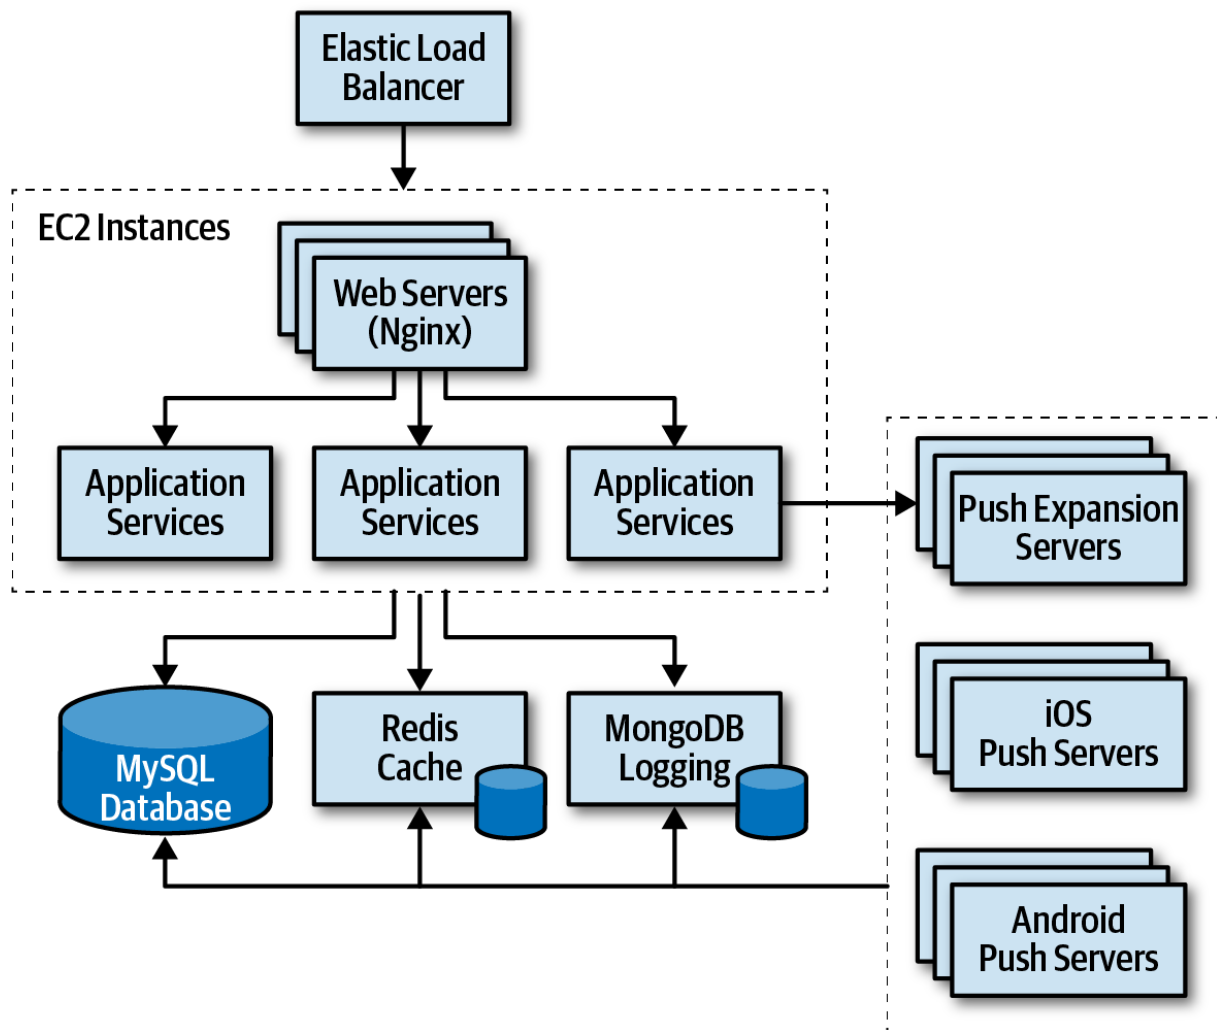 Elastic Load
Balancer
EC2 Instances
Web Servers
(Nginx)
Application
Services
Application
Services
Application
Services
Push Expansion
Servers
MySQL
Database
Redis
Cache
MongoDB
Logging
iOS
Push Servers
Android
Push Servers